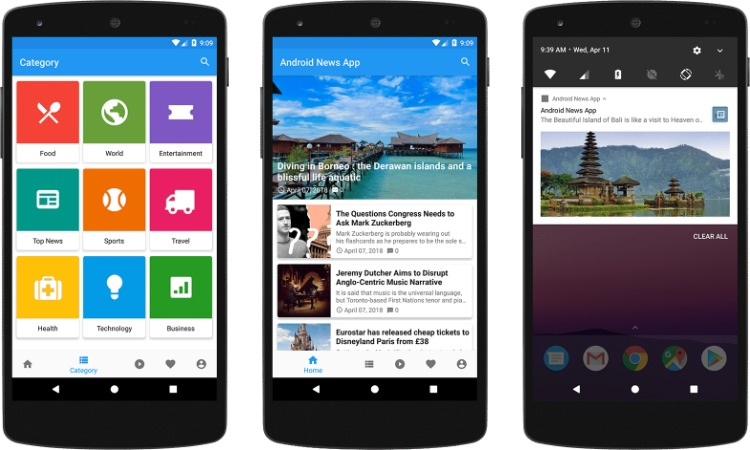 9:09
Category
Food
World
Entertainment
Top News
Sports
Travel
Health
Technology
Business
Category
9:09
Android News App
Diving in Borneo : the Derawan islands and a
blissful life aquatic
April 07, 2018 0
The Questions Congress Needs to
Ask Mark Zuckerberg
Mark Zuckerberg is probably wearing out
his flashcards as he prepares to be the sole s...
April 07, 2018 0
Jeremy Dutcher Aims to Disrupt
Anglo-Centric Music Narrative
It is said that music is the universal language,
but Toronto-based First Nations tenor and pia...
April 07, 2018 0
Eurostar has released cheap tickets to
Disneyland Paris from £38
Home
9:39 AM • Wed, Apr 11
Android News App
Android News App
The Beautiful Island of Bali is like a visit to Heaven o..
CLEAR ALL